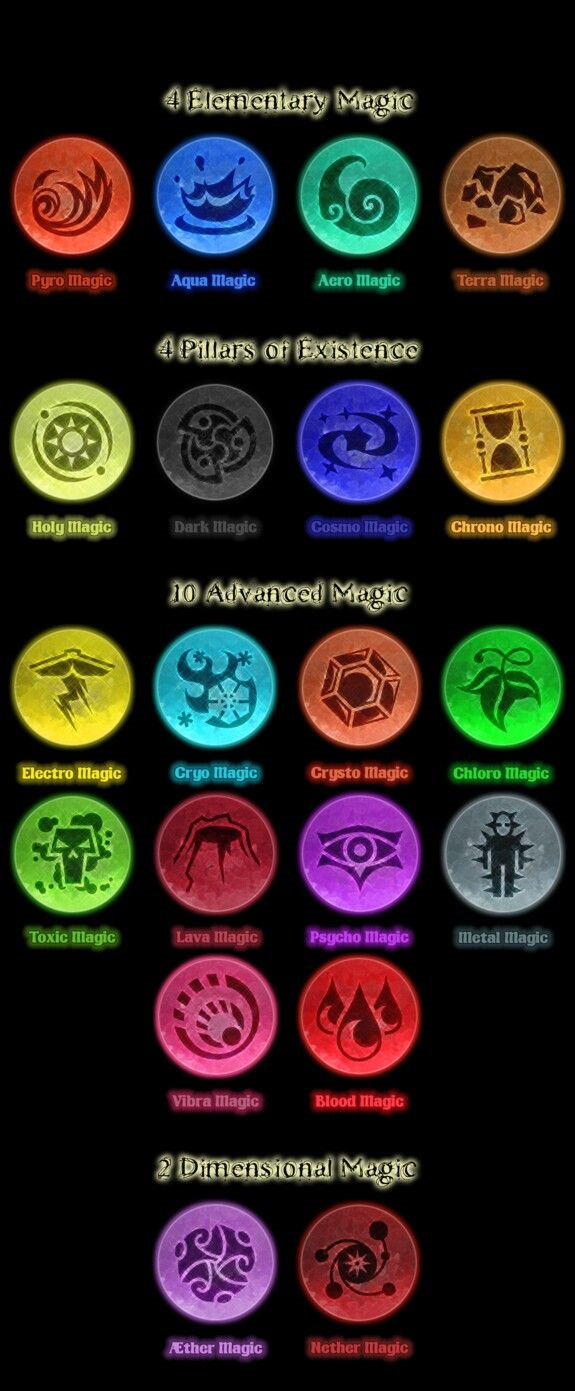 4 Elementary Magic
Pyro Magic Aqua Magic Aero Magic Terra Magic
4 Pillars of Existence
Holy Magic Dark Magic Cosmo Magic Chrono Magic
10 Advanced Magic
Electro Magic Cryo Magic Crysto Magic Chloro Magic
Toxic Magic Lava Magic Psycho Magic Metal Magic
Vibra Magic Blood Magic
2 Dimensional Magic
Æther Magic Nether Magic